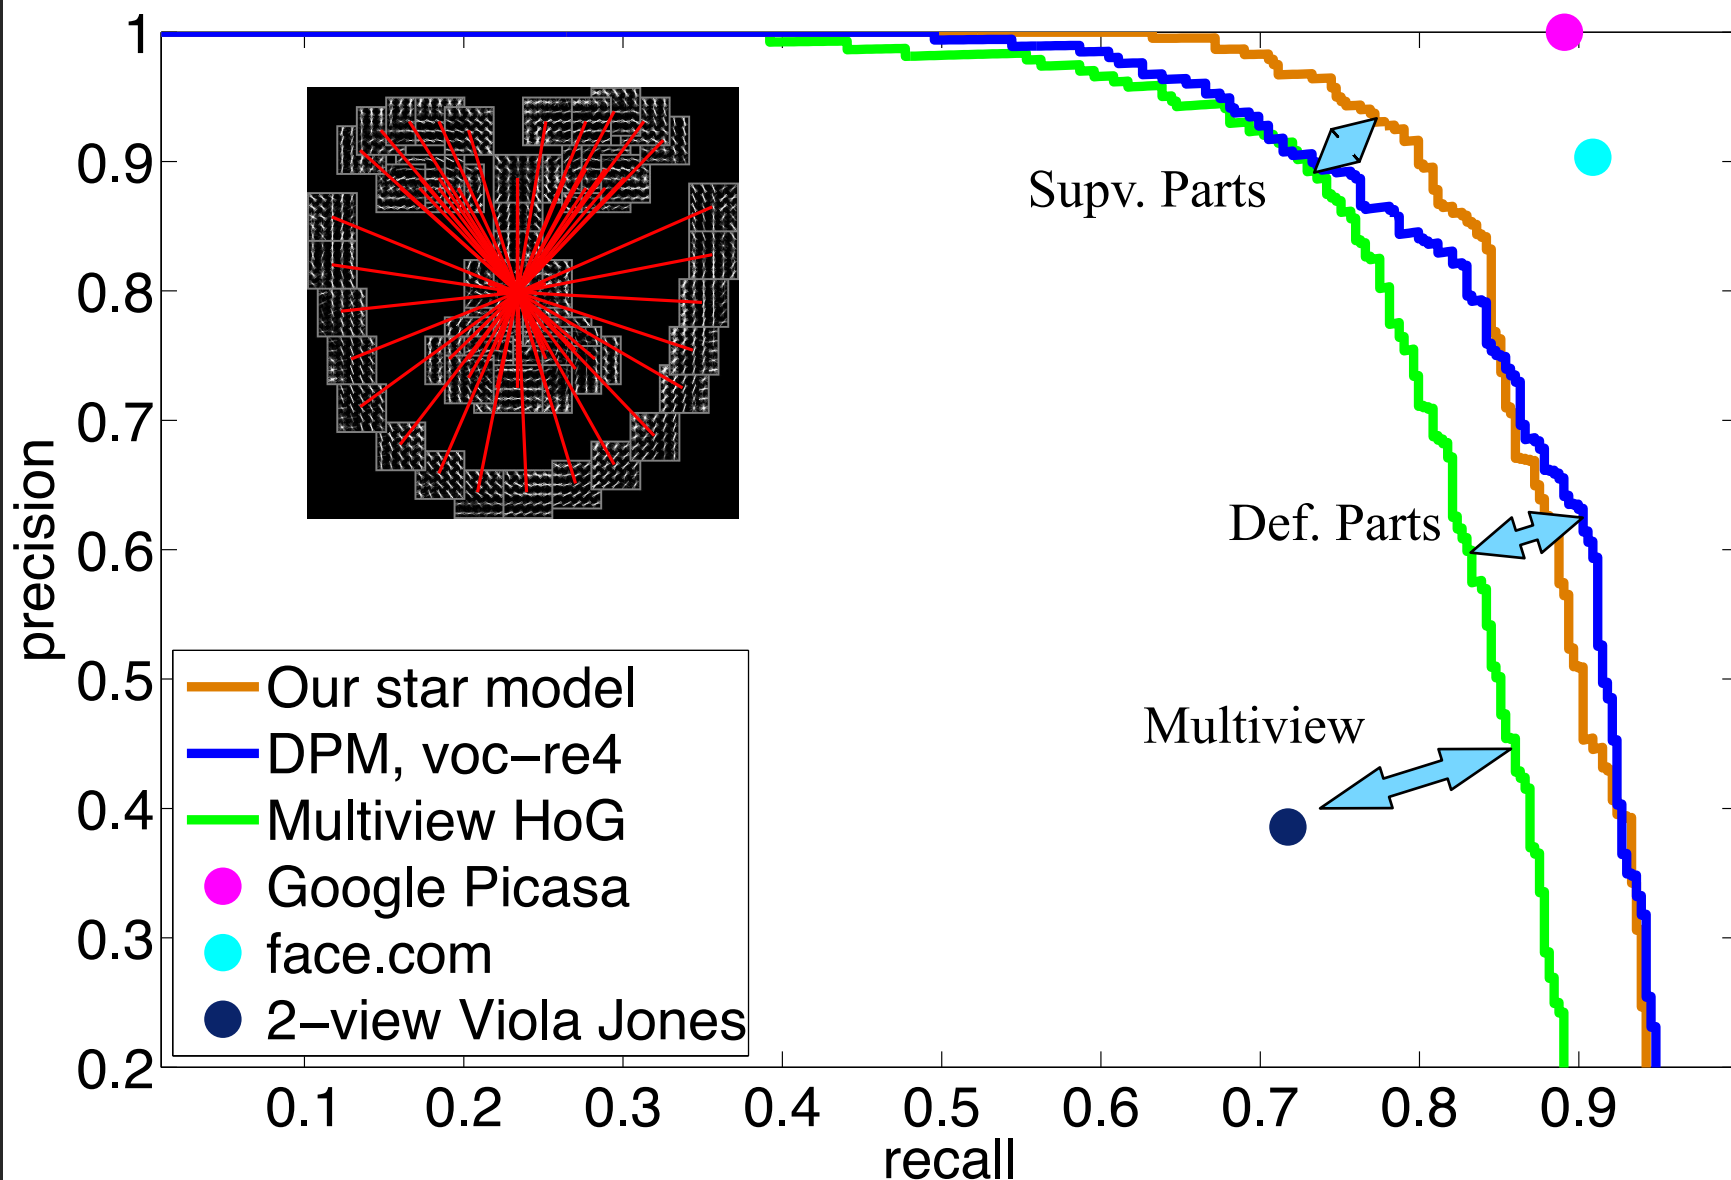 1
0.9
0.8
0.7
0.6
0.5
0.4
0.3
0.2
precision
Supv. Parts
Def. Parts
Multiview
Our star model
DPM, voc−re4
Multiview HoG
Google Picasa
face.com
2−view Viola Jones
0.1 0.2 0.3 0.4 0.5 0.6 0.7 0.8 0.9
recall